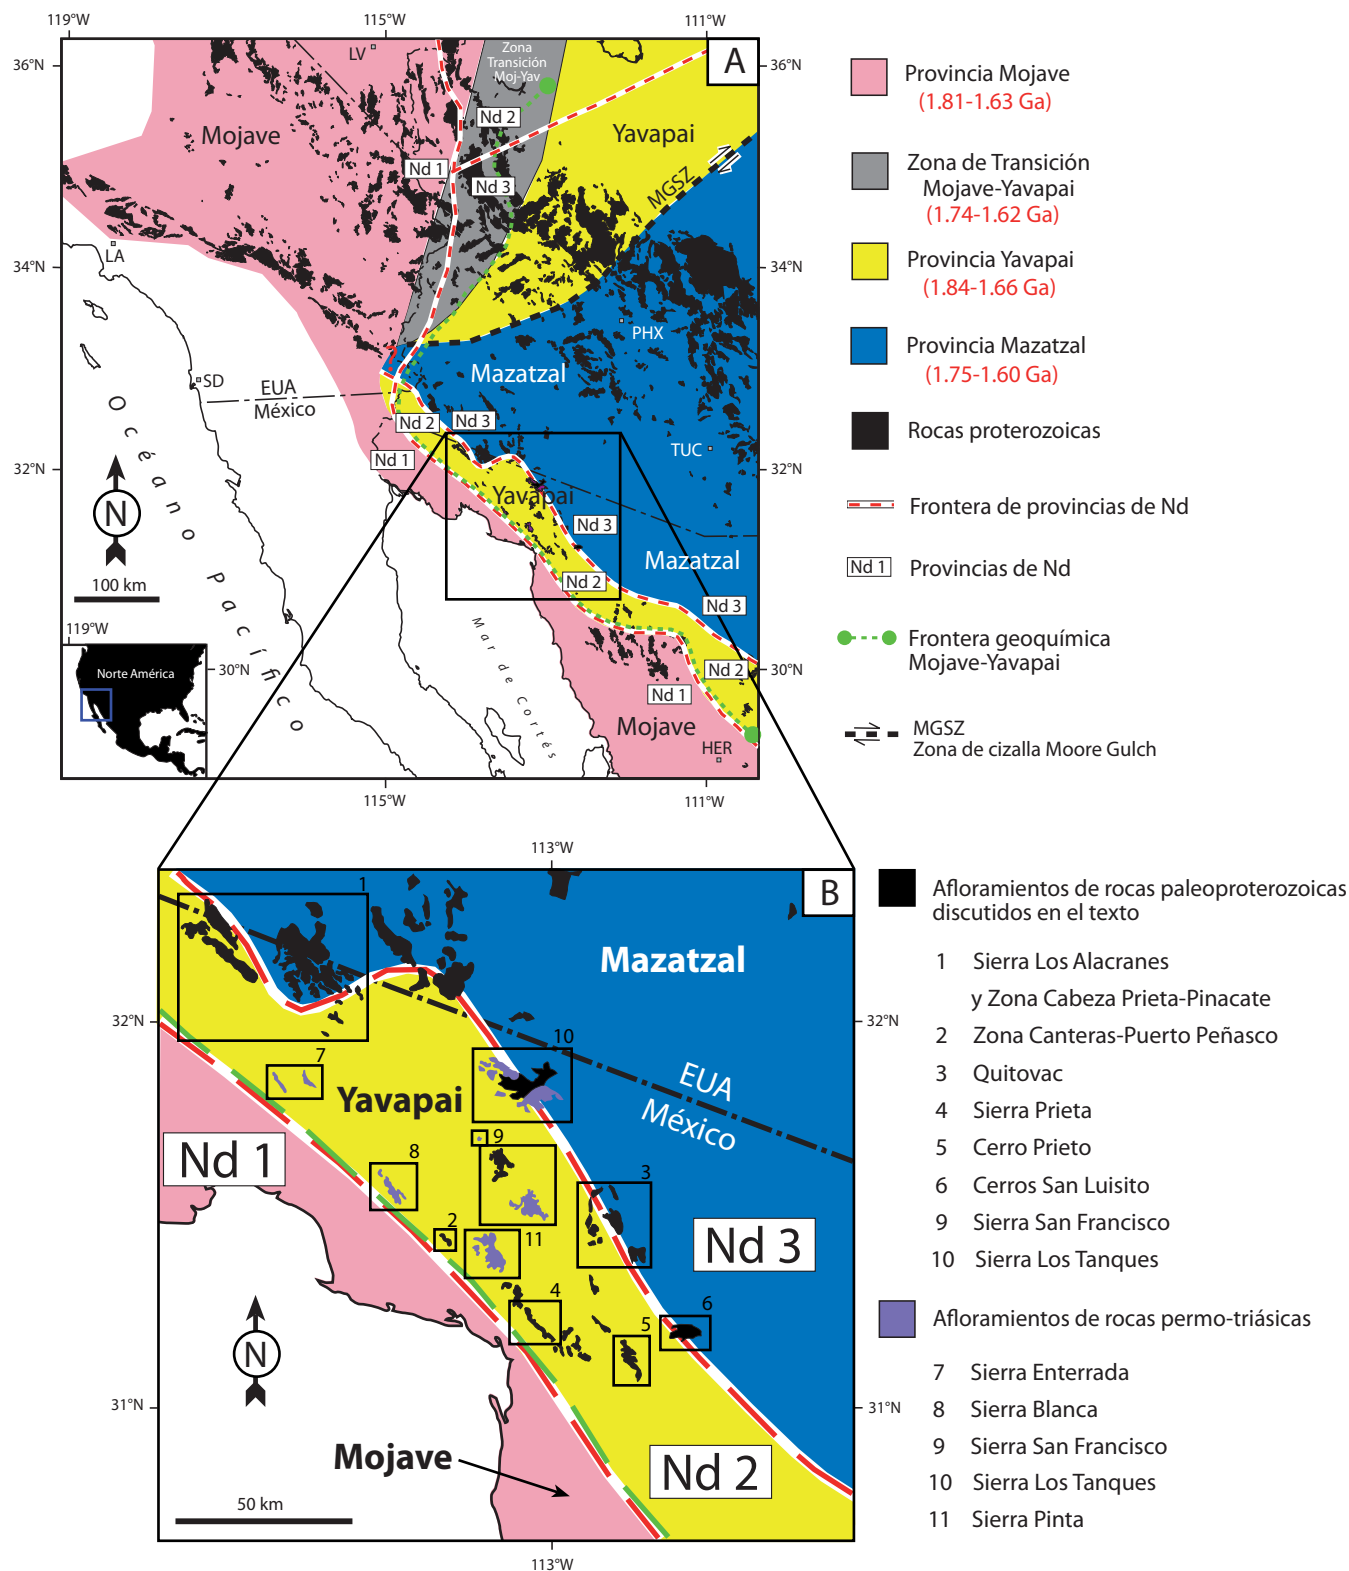 119°W
115°W
111°W
36°N
36°N
34°N
34°N
32°N
32°N
30°N
30°N
119°W
115°W
111°W
A
LV
Zona
Transición
Moj-Yav
Nd 2
Mojave
Yavapai
Nd 1
Nd 3
MGSZ
LA
PHX
SD
EUA
México
Mazatzal
Nd 2
Nd 3
Nd 1
TUC
Yavapai
Nd 3
Mazatzal
Nd 2
Nd 3
Nd 2
Nd 1
Mojave
HER
Océano Pacífico
Mar de Cortés
N
100 km
Norte América
Provincia Mojave
(1.81-1.63 Ga)
Zona de Transición
Mojave-Yavapai
(1.74-1.62 Ga)
Provincia Yavapai
(1.84-1.66 Ga)
Provincia Mazatzal
(1.75-1.60 Ga)
Rocas proterozoicas
Frontera de provincias de Nd
Nd 1
Provincias de Nd
Frontera geoquímica
Mojave-Yavapai
MGSZ
Zona de cizalla Moore Gulch
113°W
B
1
Mazatzal
32°N
32°N
10
7
EUA
México
Yavapai
9
Nd 1
8
3
2
11
Nd 3
4
6
5
N
31°N
31°N
Mojave
Nd 2
50 km
113°W
Afloramientos de rocas paleoproterozoicas
discutidos en el texto
1 Sierra Los Alacranes
y Zona Cabeza Prieta-Pinacate
2 Zona Canteras-Puerto Peñasco
3 Quitovac
4 Sierra Prieta
5 Cerro Prieto
6 Cerros San Luisito
9 Sierra San Francisco
10 Sierra Los Tanques
Afloramientos de rocas permo-triásicas
7 Sierra Enterrada
8 Sierra Blanca
9 Sierra San Francisco
10 Sierra Los Tanques
11 Sierra Pinta